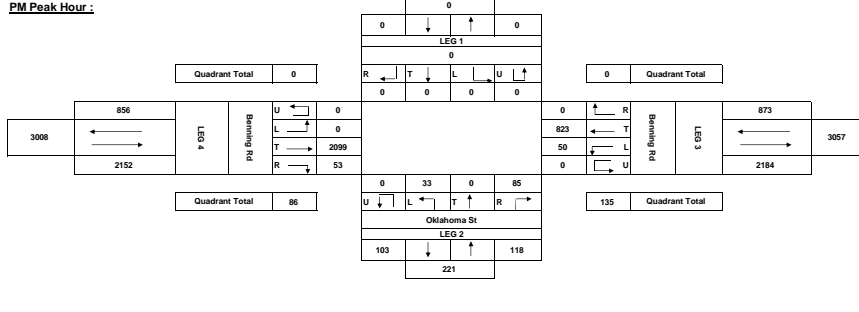 PM Peak Hour :
0
0 0
LEG 1
0
Quadrant Total 0
R T L U
0 Quadrant Total
0 0 0 0
856
U 0
0 R
873
3008
LEG 4
Benning Rd
L 0
823 T
Benning Rd
LEG 3
3057
T 2099
50 L
2152
R 53
0 U
2184
0 33 0 85
Quadrant Total 86
U L T R
135 Quadrant Total
Oklahoma St
LEG 2
103 118
221